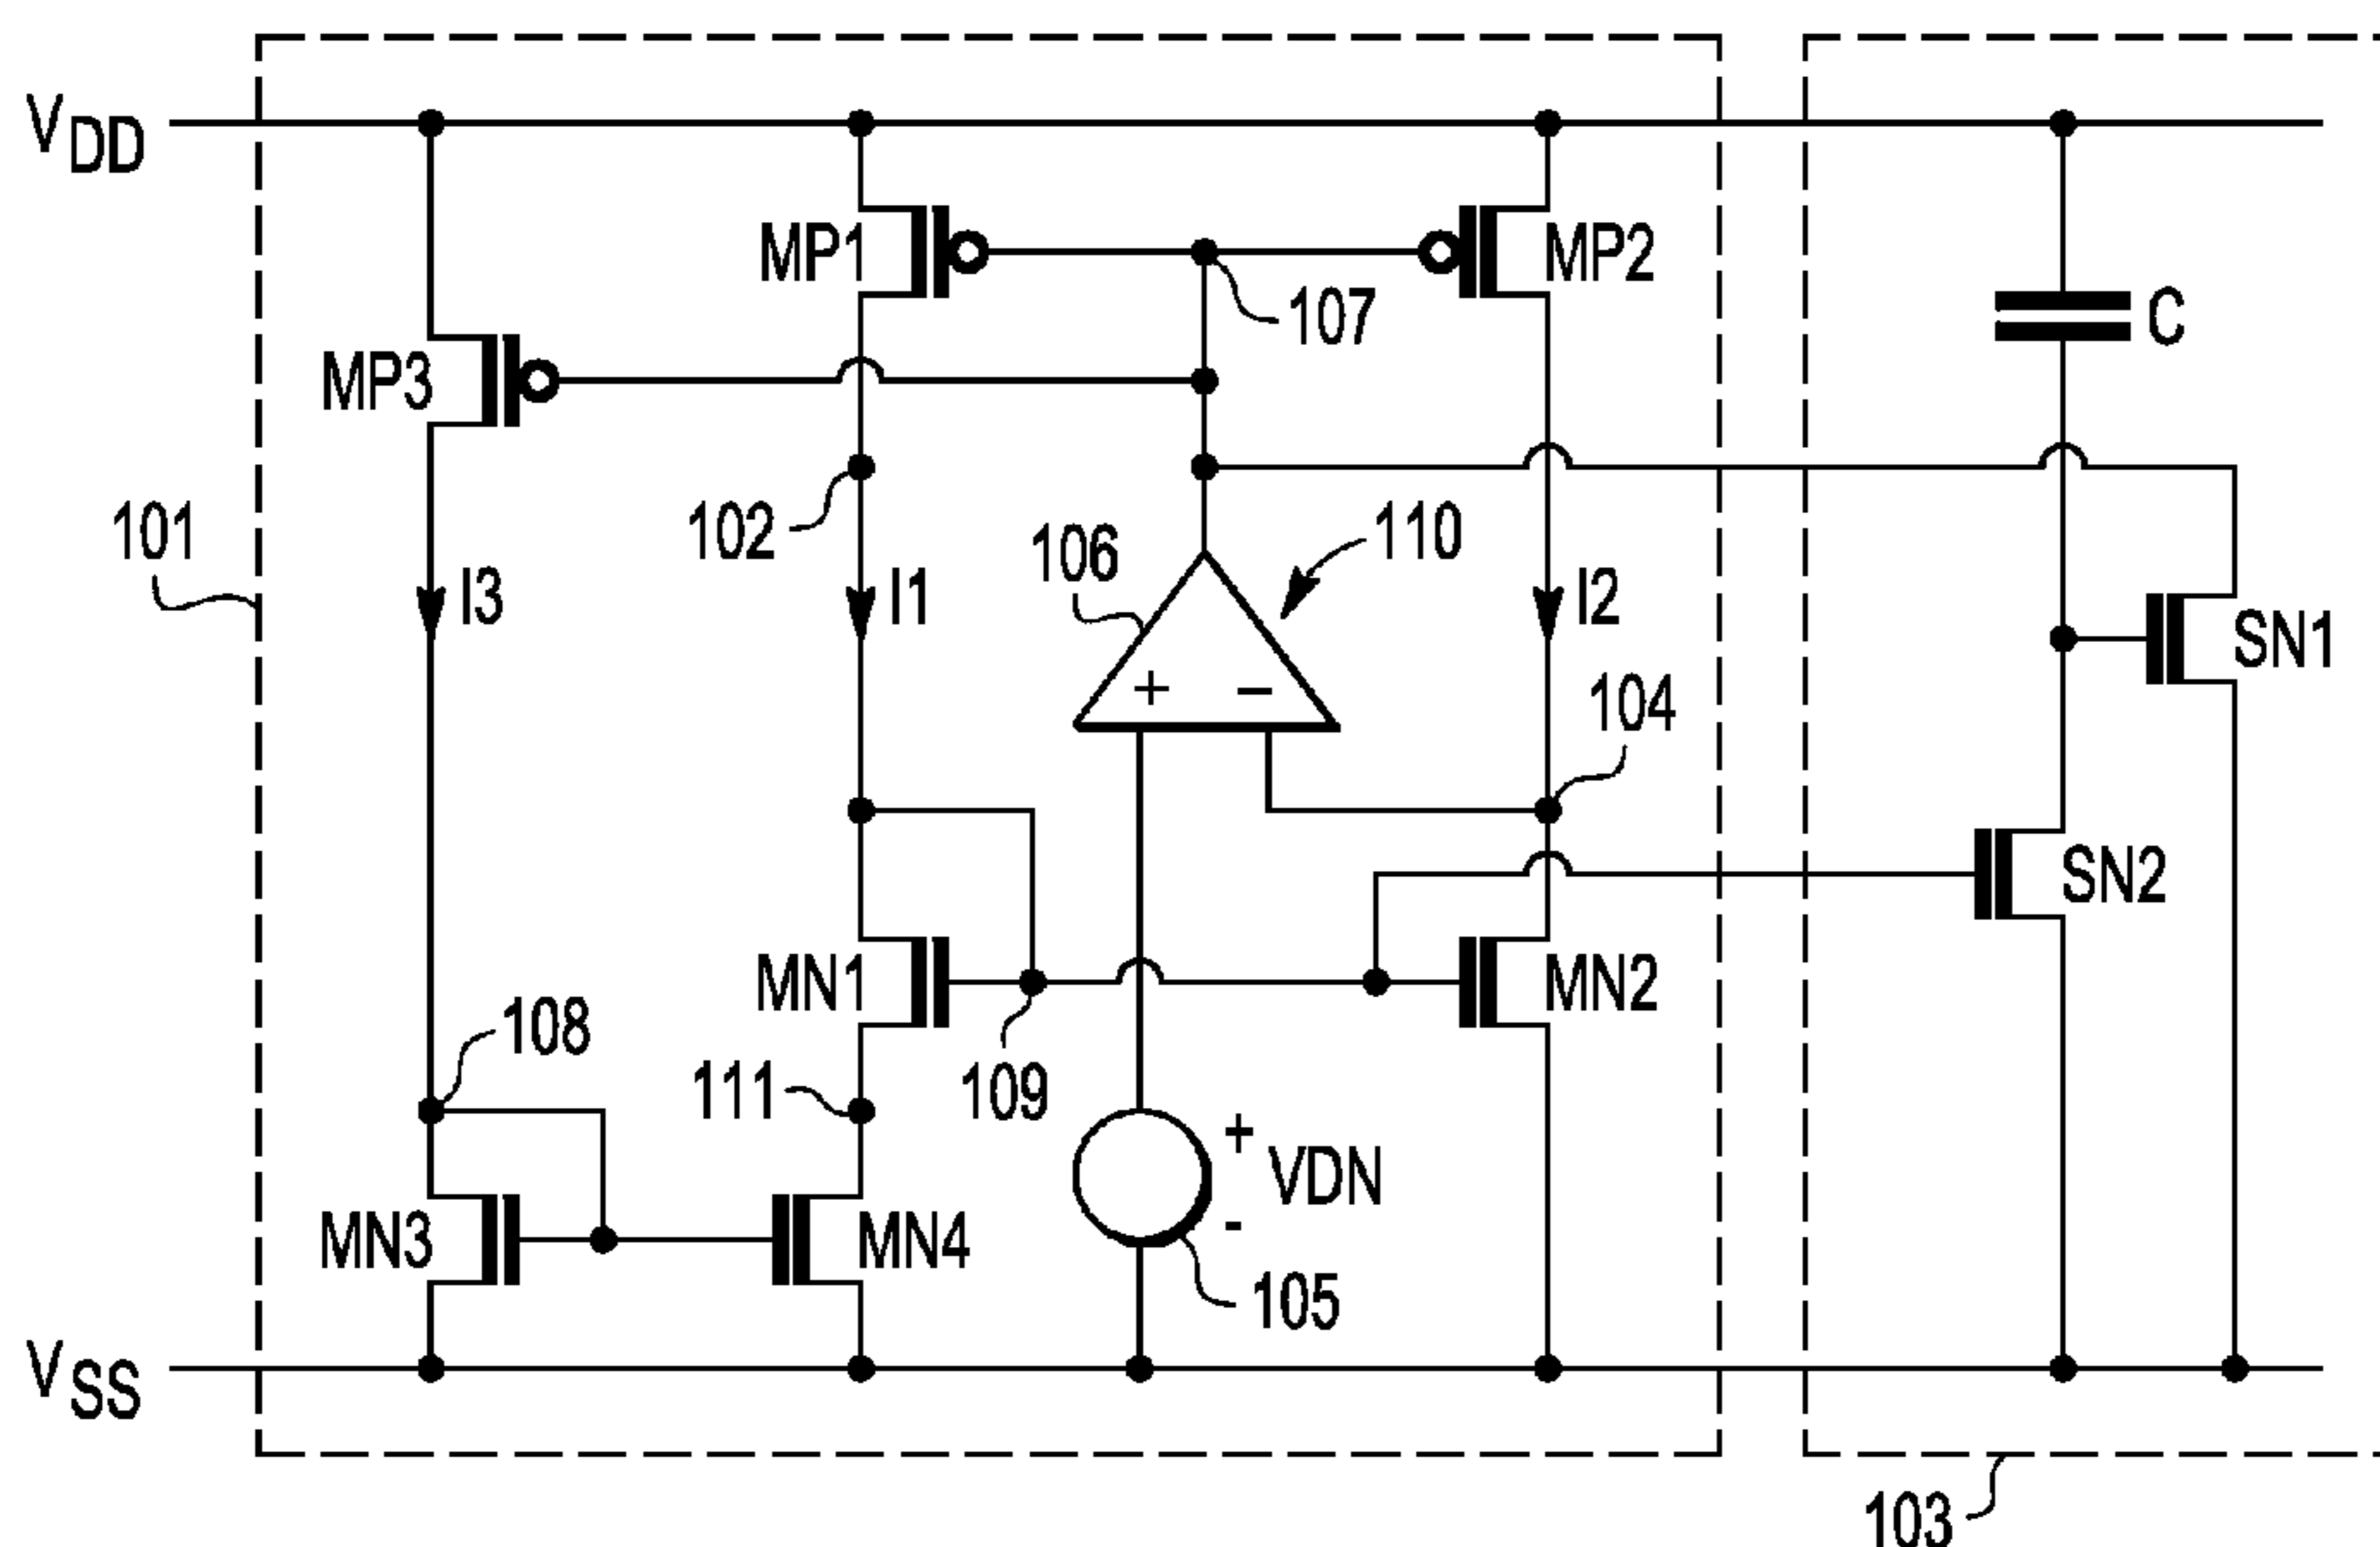 VDD
MP1
MP2
107
C
MP3
102
101
106
110
I3
I1
I2
SN1
+
-
104
SN2
MN1
MN2
108
111
109
+
VDN
-
MN3
MN4
105
VSS
103